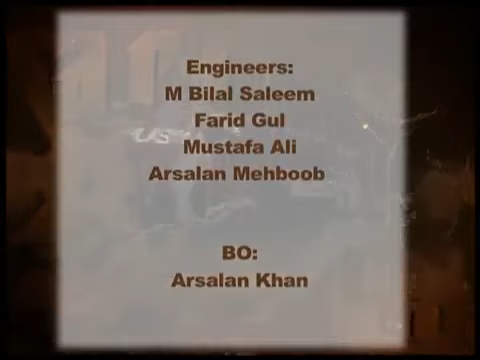 Engineers:
M Bilal Saleem
Farid Gul
Mustafa Ali
Arsalan Mehboob
BO:
Arsalan Khan